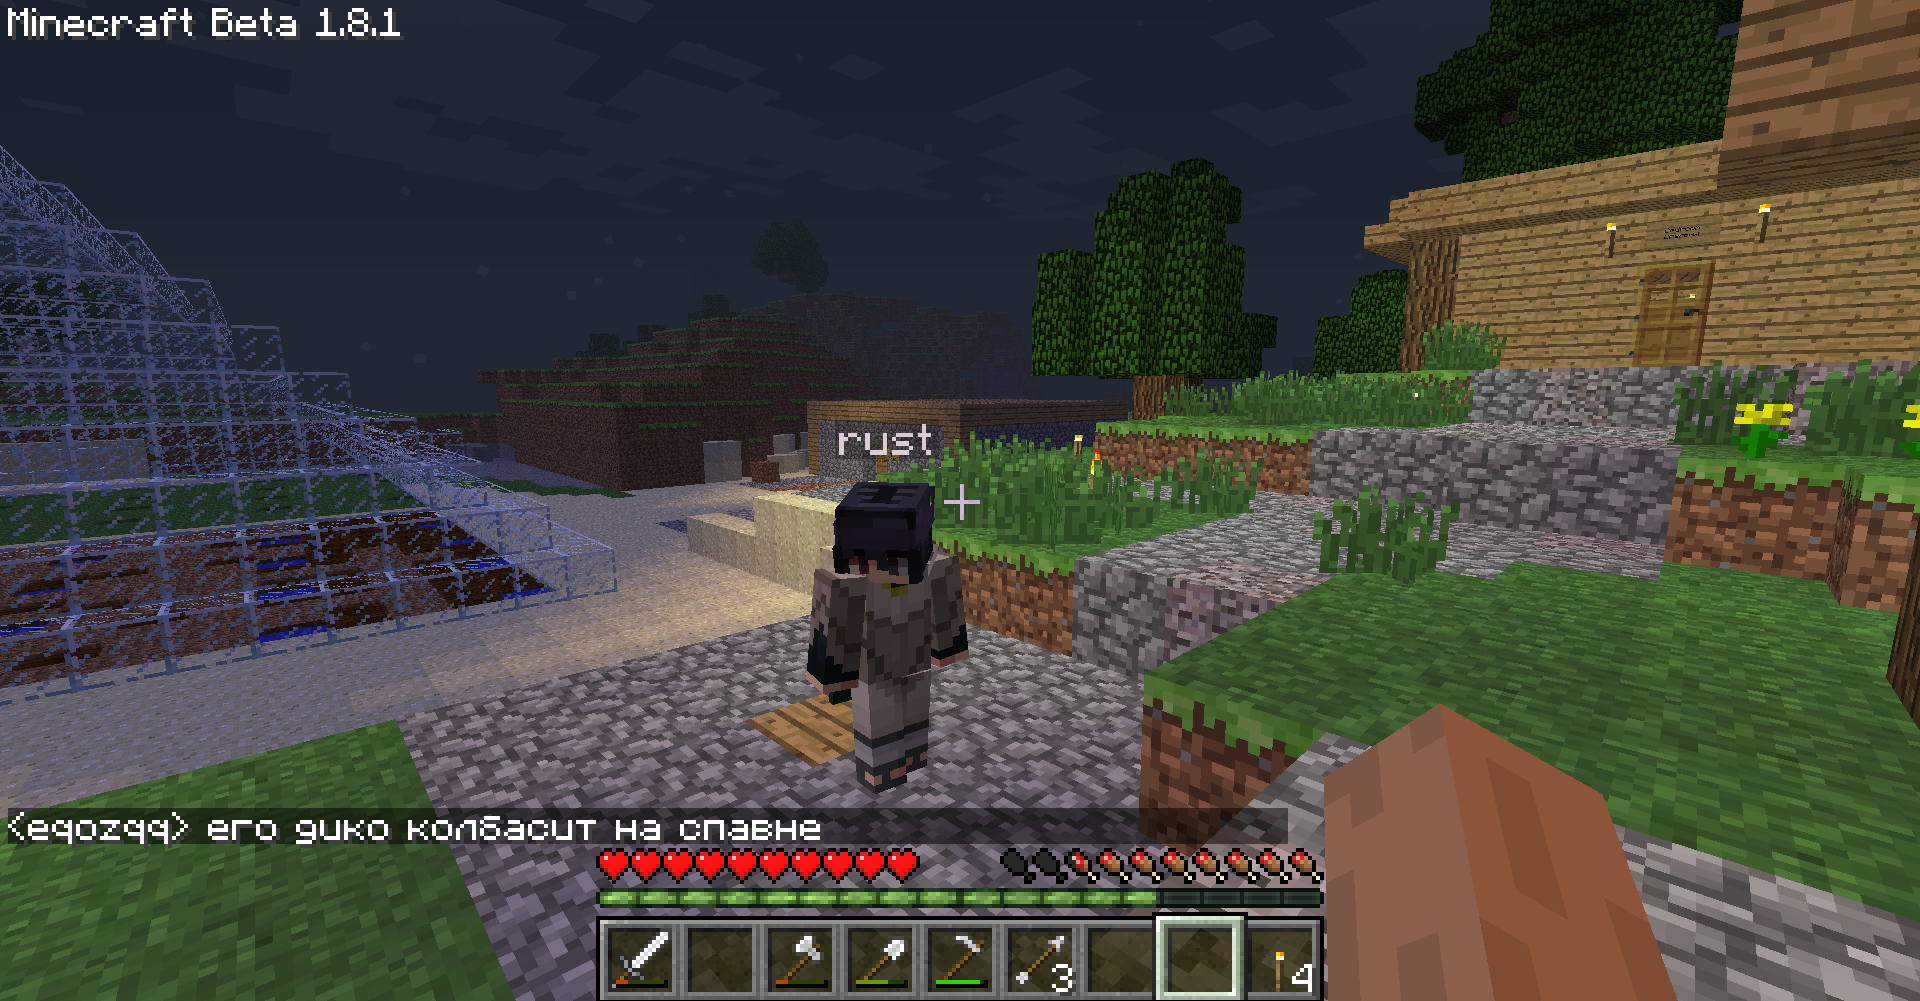 Minecraft Beta 1.8.1
rust
<eqozqq> его дико колбасит на спавне
3
4